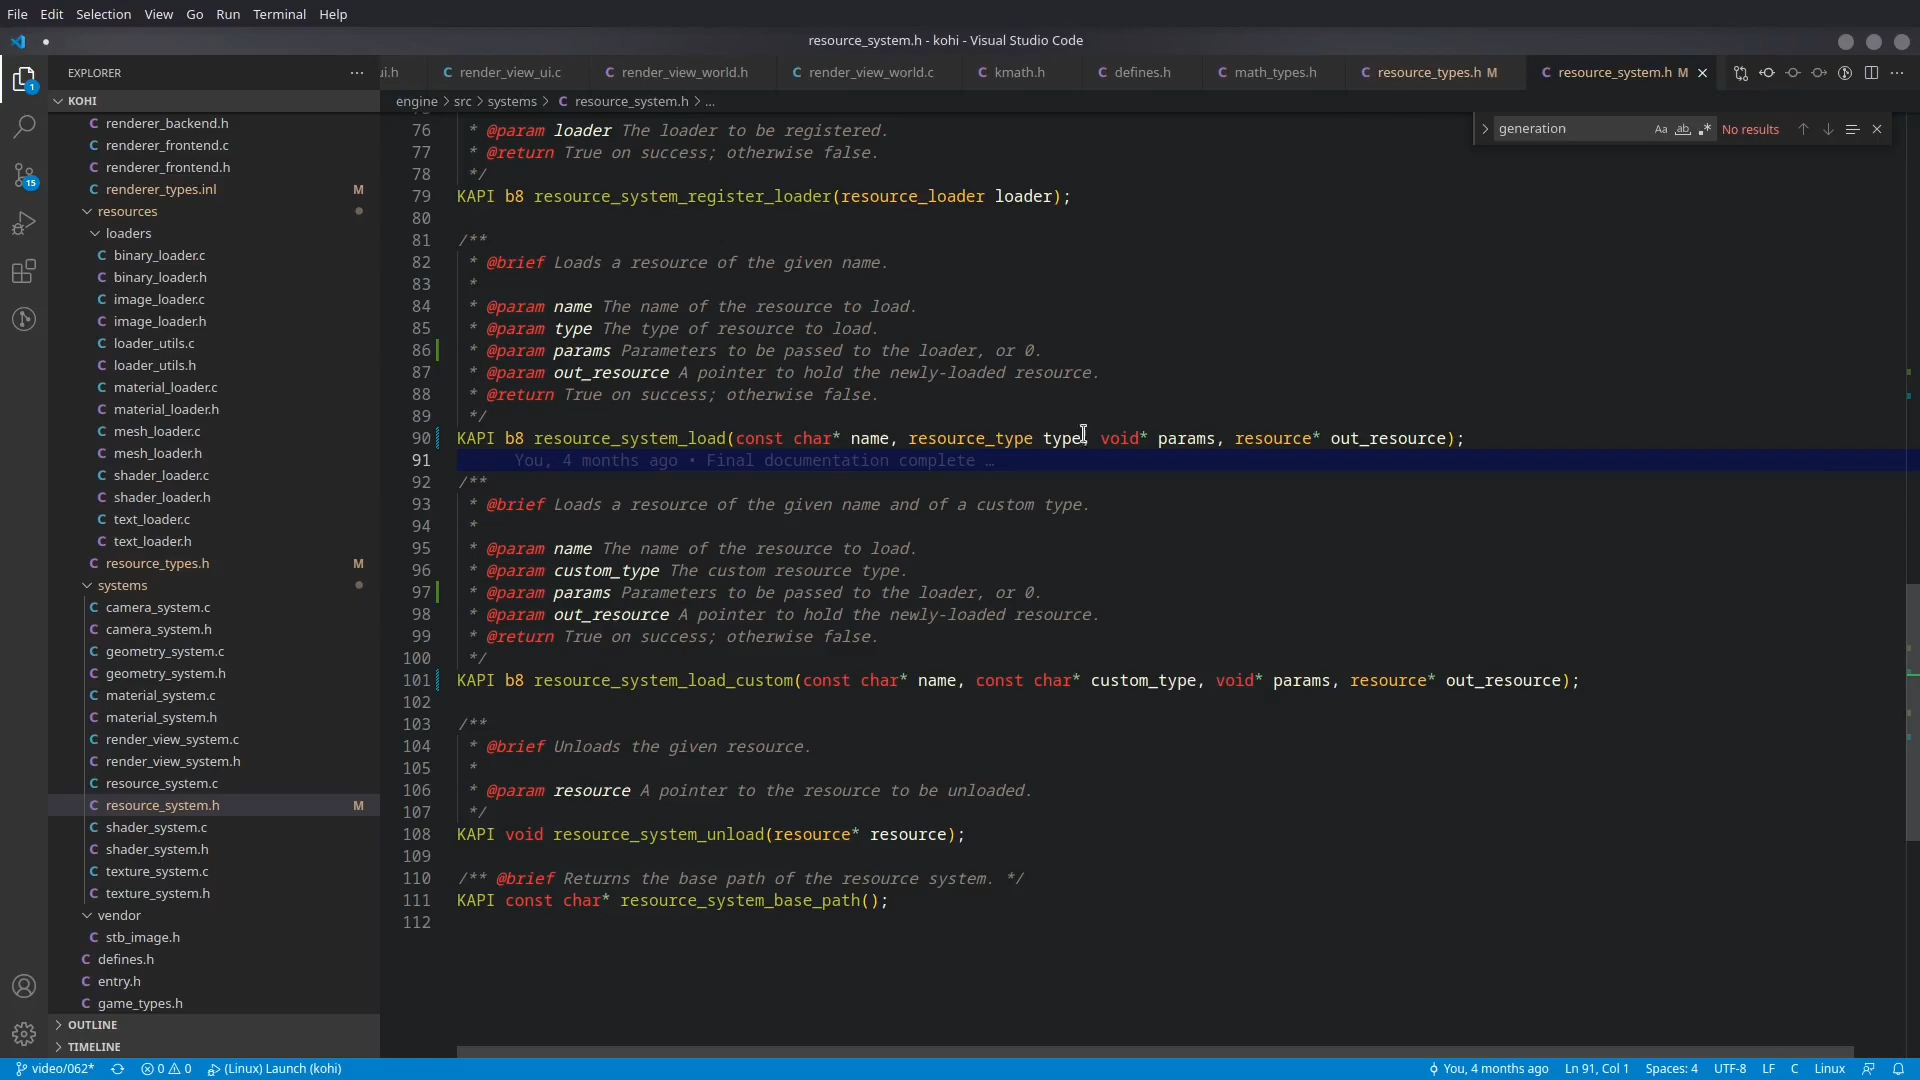 File Edit Selection View Go Run Terminal Help
resource_system.h - kohi - Visual Studio Code
EXPLORER
ui.h render_view_ui.c render_view_world.h render_view_world.c kmath.h defines.h math_types.h resource_types.h M resource_system.h M
KOHI
engine > src > systems > C resource_system.h > ...
generation Aa ab .* No results
renderer_backend.h
renderer_frontend.c
renderer_frontend.h
renderer_types.inl M
resources
loaders
binary_loader.c
binary_loader.h
image_loader.c
image_loader.h
loader_utils.c
loader_utils.h
material_loader.c
material_loader.h
mesh_loader.c
mesh_loader.h
shader_loader.c
shader_loader.h
text_loader.c
text_loader.h
resource_types.h M
systems
camera_system.c
camera_system.h
geometry_system.c
geometry_system.h
material_system.c
material_system.h
render_view_system.c
render_view_system.h
resource_system.c
resource_system.h M
shader_system.c
shader_system.h
texture_system.c
texture_system.h
vendor
stb_image.h
defines.h
entry.h
game_types.h
OUTLINE
TIMELINE
76 * @param loader The loader to be registered.
77 * @return True on success; otherwise false.
78 */
79 KAPI b8 resource_system_register_loader(resource_loader loader);
80
81 /**
82 * @brief Loads a resource of the given name.
83 *
84 * @param name The name of the resource to load.
85 * @param type The type of resource to load.
86 * @param params Parameters to be passed to the loader, or 0.
87 * @param out_resource A pointer to hold the newly-loaded resource.
88 * @return True on success; otherwise false.
89 */
90 KAPI b8 resource_system_load(const char* name, resource_type type, void* params, resource* out_resource);
91 You, 4 months ago • Final documentation complete …
92 /**
93 * @brief Loads a resource of the given name and of a custom type.
94 *
95 * @param name The name of the resource to load.
96 * @param custom_type The custom resource type.
97 * @param params Parameters to be passed to the loader, or 0.
98 * @param out_resource A pointer to hold the newly-loaded resource.
99 * @return True on success; otherwise false.
100 */
101 KAPI b8 resource_system_load_custom(const char* name, const char* custom_type, void* params, resource* out_resource);
102
103 /**
104 * @brief Unloads the given resource.
105 *
106 * @param resource A pointer to the resource to be unloaded.
107 */
108 KAPI void resource_system_unload(resource* resource);
109
110 /** @brief Returns the base path of the resource system. */
111 KAPI const char* resource_system_base_path();
112
1
15
video/062* 0 0 (Linux) Launch (kohi) You, 4 months ago Ln 91, Col 1 Spaces: 4 UTF-8 LF C Linux